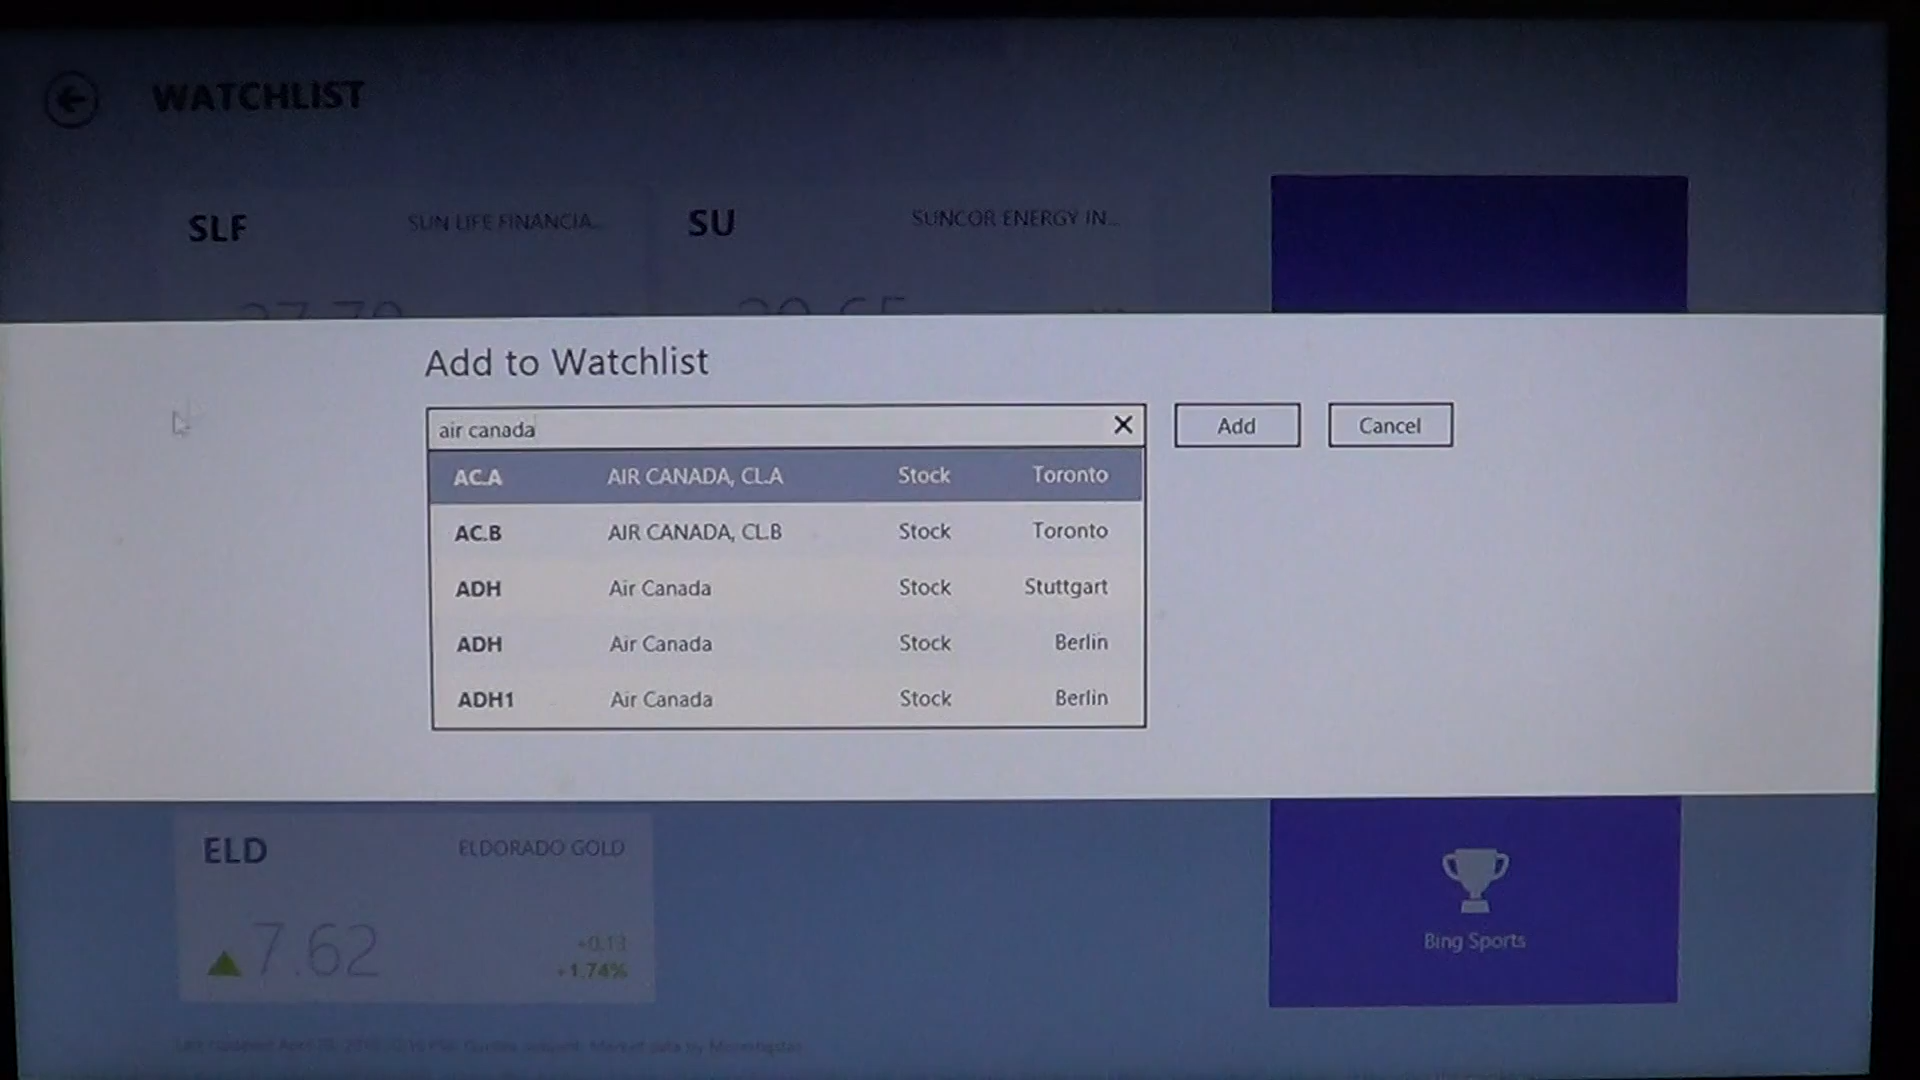 WATCHLIST
SLF SUN LIFE FINANCIA... SU SUNCOR ENERGY IN...
Add to Watchlist
air canada Add Cancel
AC.A AIR CANADA, CL.A Stock Toronto
AC.B AIR CANADA, CL.B Stock Toronto
ADH Air Canada Stock Stuttgart
ADH Air Canada Stock Berlin
ADH1 Air Canada Stock Berlin
ELD ELDORADO GOLD
7.62 +0.13
+1.74%
Bing Sports